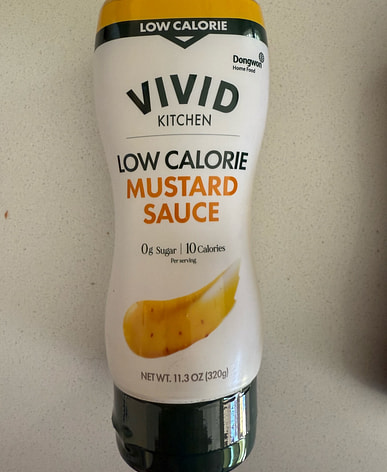 LOW CALORIE
Dongwon
Home Food
VIVID
KITCHEN
LOW CALORIE
MUSTARD
SAUCE
0g Sugar | 10 Calories
Per serving
NET WT. 11.3 OZ (320g)